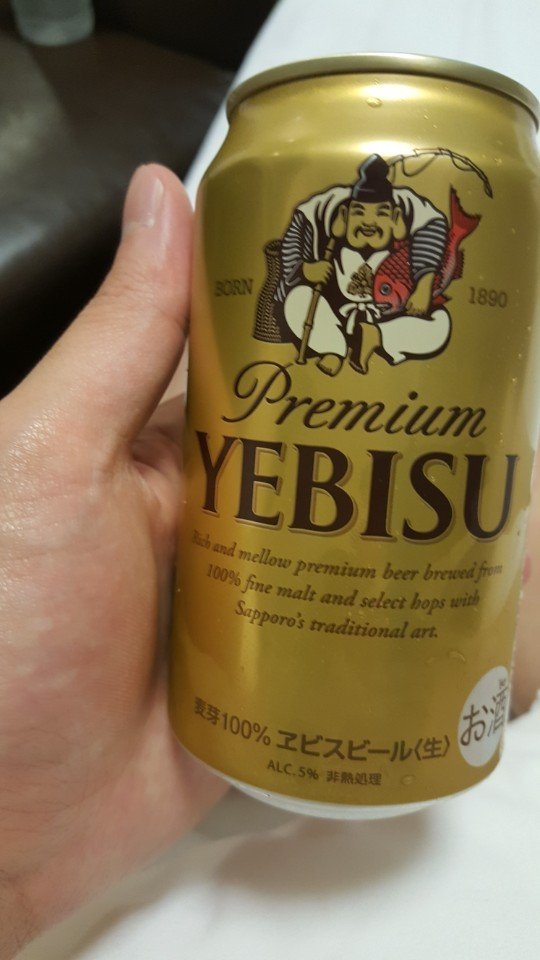 BORN 1890
Premium
YEBISU
Rich and mellow premium beer brewed from
100% fine malt and select hops with
Sapporo's traditional art.
麦芽100% ヱビスビール〈生〉
お酒
ALC.5% 非熱処理